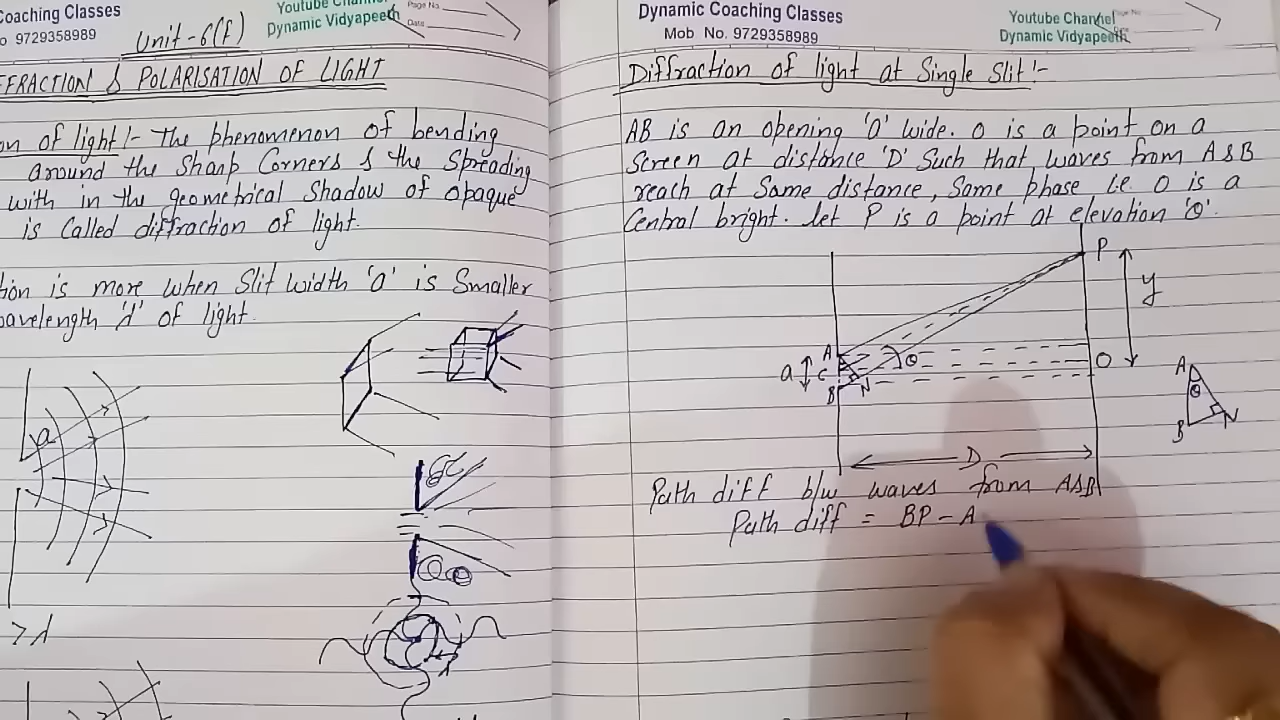 Coaching Classes
o 9729358989
Unit-6(f)
Youtube Channel
Dynamic Vidyapeeth
Page No.
Date
FRACTION & POLARISATION OF LIGHT
on of light!- The phenomenon of bending
around the Sharp Corners & the Spreading
with in the geometrical Shadow of opaque
is Called diffraction of light.
tion is more when Slit width 'a' is Smaller
wavelength 'λ' of light.
a
> λ
Dynamic Coaching Classes
Mob No. 9729358989
Youtube Channel
Dynamic Vidyapeeth
Diffraction of light at Single Slit!-
AB is an opening 'a' wide. O is a point on a
Screen at distance 'D' Such that waves from A & B
reach at Same distance, Same phase i.e. O is a
Central bright. let P is a point at elevation 'θ'.
P
y
A
a
C
θ
O
B
N
A
θ
B
N
D
Path diff b/w waves from A & B
Path diff = BP - A